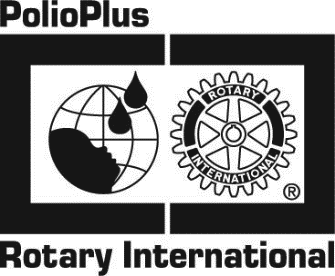 PolioPlus
ROTARY
INTERNATIONAL
®
Rotary International